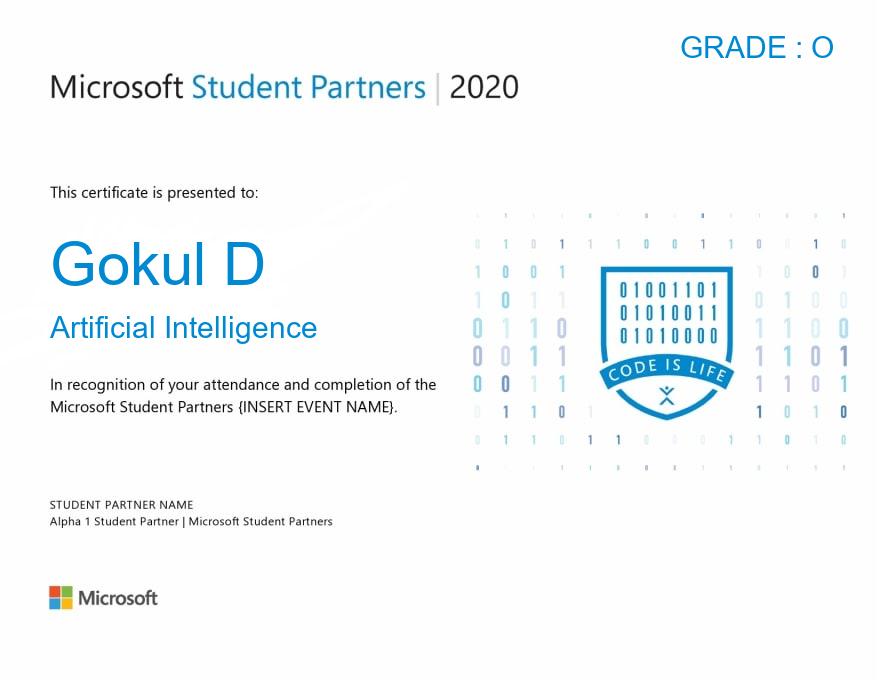 GRADE : O
Microsoft Student Partners | 2020
This certificate is presented to:
Gokul D
Artificial Intelligence
In recognition of your attendance and completion of the
Microsoft Student Partners {INSERT EVENT NAME}.
01001101
01010011
01010000
CODE IS LIFE
STUDENT PARTNER NAME
Alpha 1 Student Partner | Microsoft Student Partners
Microsoft